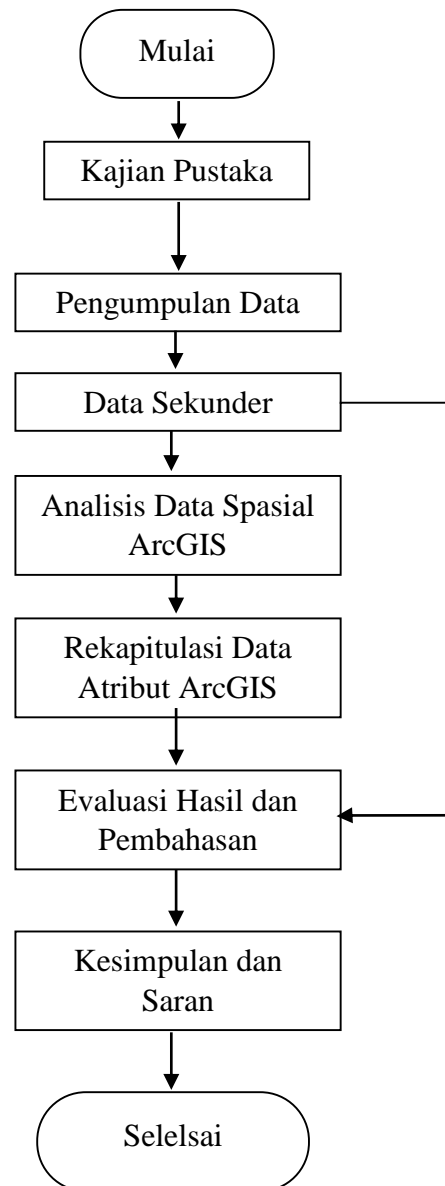 Mulai
Kajian Pustaka
Pengumpulan Data
Data Sekunder
Analisis Data Spasial
ArcGIS
Rekapitulasi Data
Atribut ArcGIS
Evaluasi Hasil dan
Pembahasan
Kesimpulan dan
Saran
Selelsai